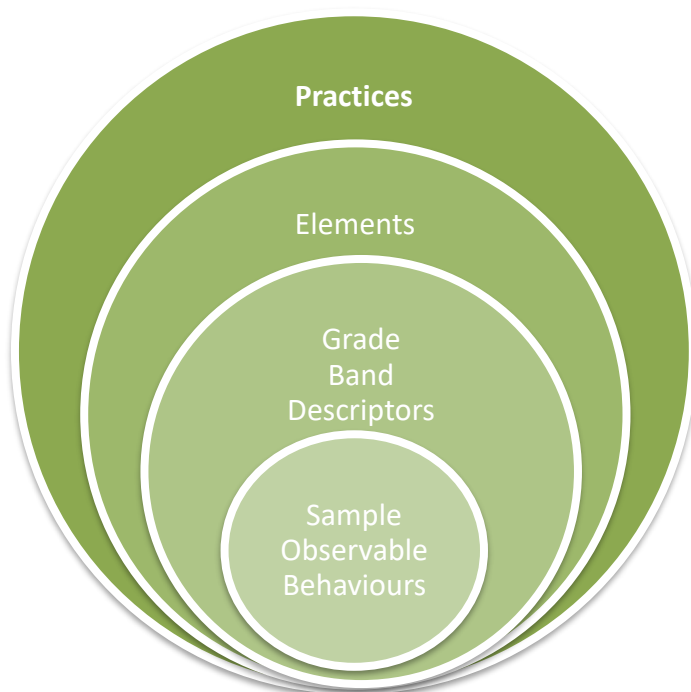 Practices
Elements
Grade
Band
Descriptors
Sample
Observable
Behaviours